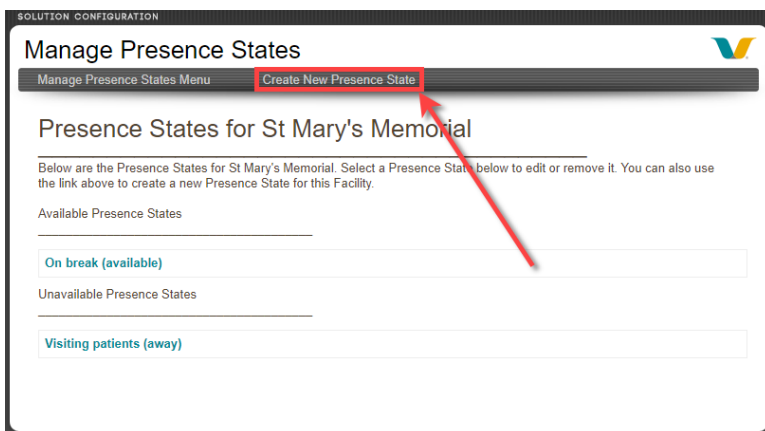 SOLUTION CONFIGURATION
Manage Presence States
Manage Presence States Menu Create New Presence State
Presence States for St Mary's Memorial
Below are the Presence States for St Mary's Memorial. Select a Presence State below to edit or remove it. You can also use
the link above to create a new Presence State for this Facility.
Available Presence States
On break (available)
Unavailable Presence States
Visiting patients (away)